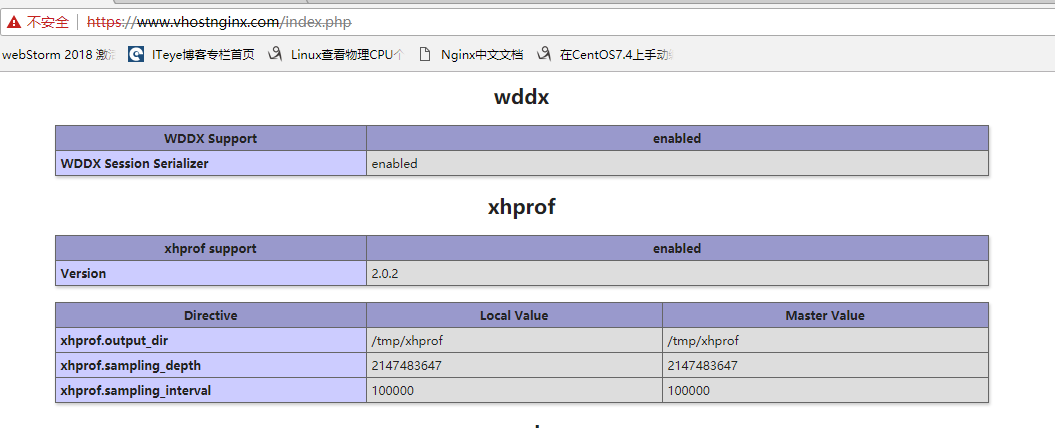 不安全 https://www.vhostnginx.com/index.php
webStorm 2018 激 ITeye博客专栏首页 Linux查看物理CPU个 Nginx中文文档 在CentOS7.4上手动
wddx
WDDX Support enabled
WDDX Session Serializer enabled
xhprof
xhprof support enabled
Version 2.0.2
Directive Local Value Master Value
xhprof.output_dir /tmp/xhprof /tmp/xhprof
xhprof.sampling_depth 2147483647 2147483647
xhprof.sampling_interval 100000 100000